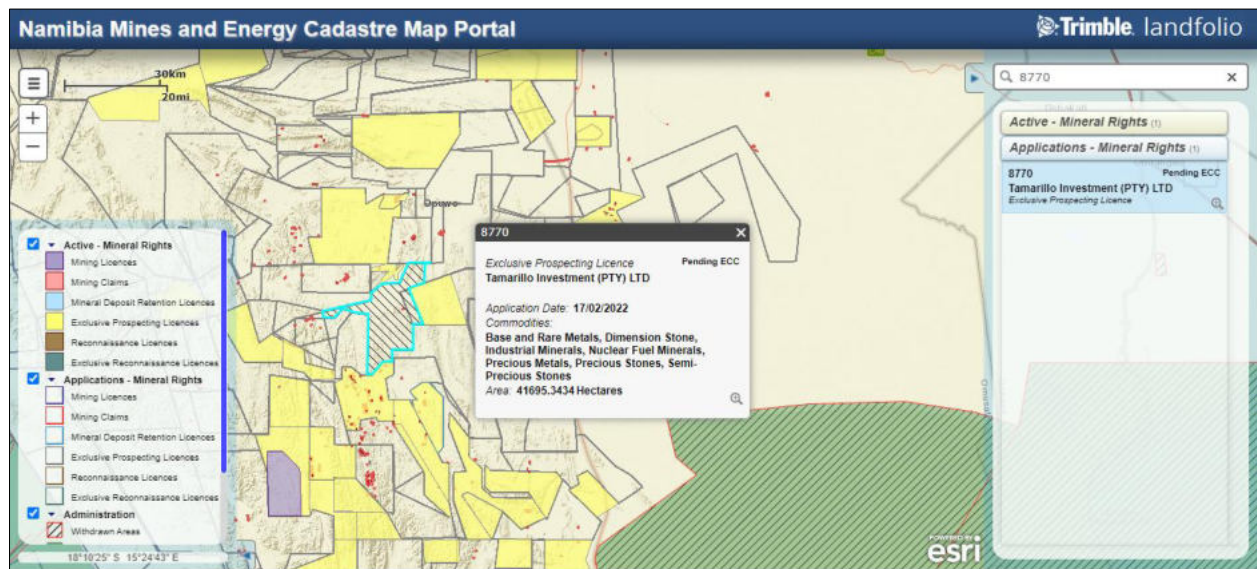 Namibia Mines and Energy Cadastre Map Portal
Trimble. landfolio
30km
20mi
8770
Active - Mineral Rights (1)
Applications - Mineral Rights (1)
8770 Pending ECC
Tamarillo Investment (PTY) LTD
Exclusive Prospecting Licence
Opuwo
8770
Exclusive Prospecting Licence Pending ECC
Tamarillo Investment (PTY) LTD
Application Date: 17/02/2022
Commodities:
Base and Rare Metals, Dimension Stone,
Industrial Minerals, Nuclear Fuel Minerals,
Precious Metals, Precious Stones, Semi-
Precious Stones
Area: 41695.3434 Hectares
Active - Mineral Rights
Mining Licences
Mining Claims
Mineral Deposit Retention Licences
Exclusive Prospecting Licences
Reconnaissance Licences
Exclusive Reconnaissance Licences
Applications - Mineral Rights
Mining Licences
Mining Claims
Mineral Deposit Retention Licences
Exclusive Prospecting Licences
Reconnaissance Licences
Exclusive Reconnaissance Licences
Administration
Withdrawn Areas
18°10'25" S 15°24'43" E
POWERED BY
esri